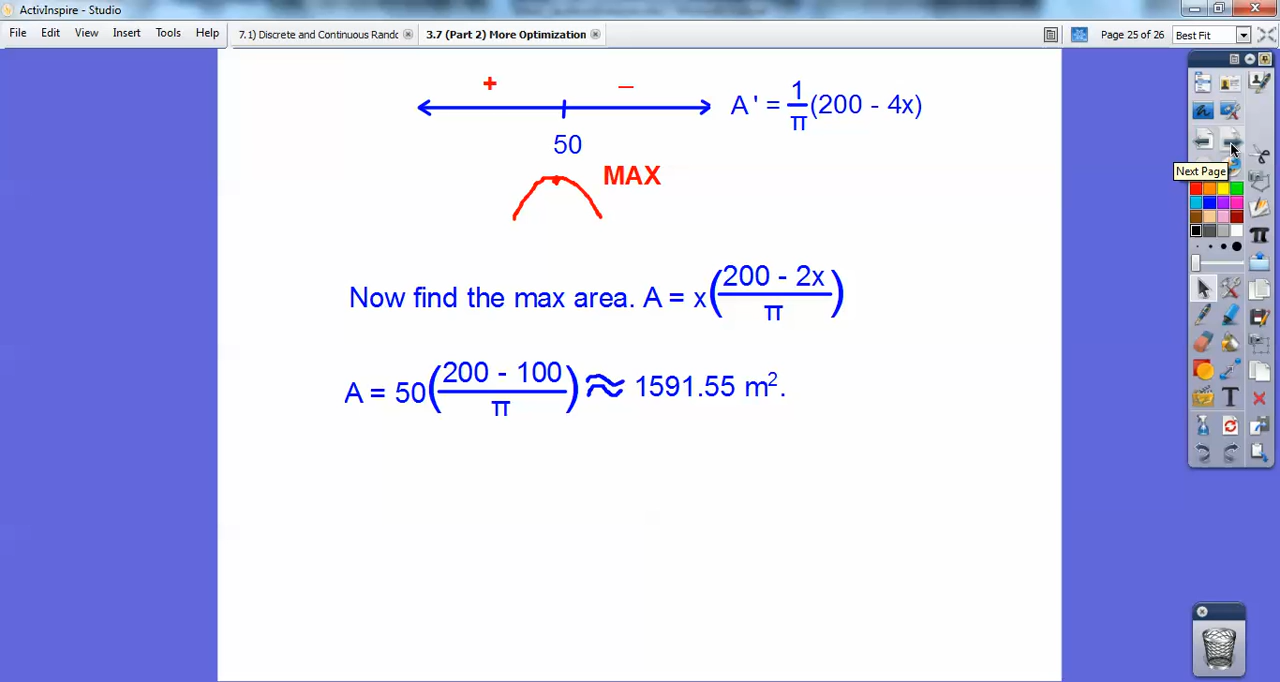 ActivInspire - Studio
File Edit View Insert Tools Help
7.1) Discrete and Continuous Rand
3.7 (Part 2) More Optimization
Page 25 of 26
Best Fit
+ −
A' = 1/π(200 - 4x)
50
MAX
Next Page
Now find the max area. A = x(200 - 2x/π)
A = 50(200 - 100/π) ≈ 1591.55 m².